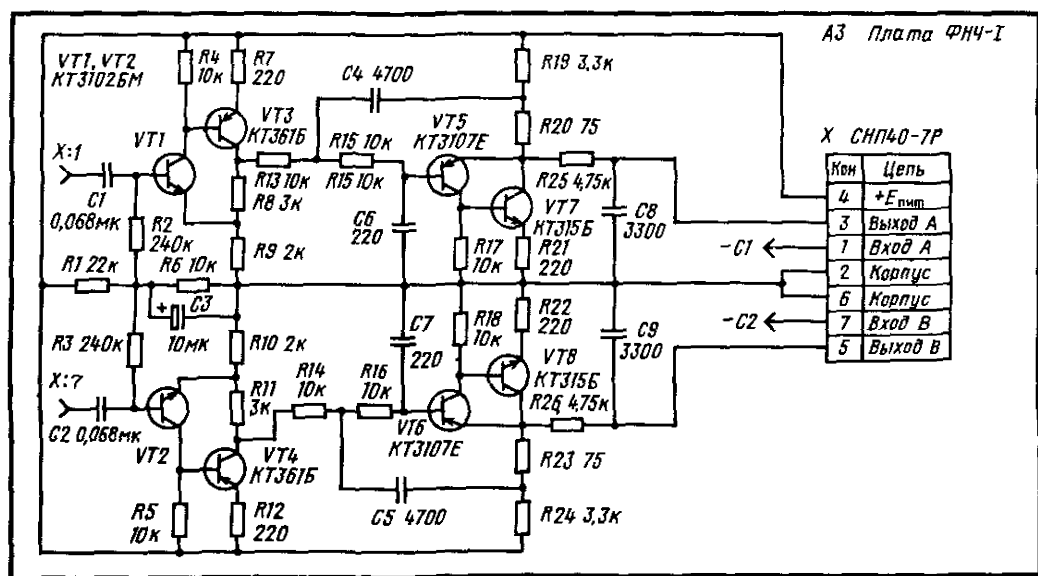 А3 Плата ФНЧ-I
VT1, VT2
КТ3102БМ
R4
10к
R7
220
C4 4700
R19 3,3к
VT3
КТ361Б
R15 10к
VT5
КТ3107Е
R20 75
X СНП40-7Р
X:1
VT1
C1
0,068мк
R13 10к
R15 10к
R8 3к
R25 4,75к
VT7
КТ315Б
C8
3300
Кон Цепь
4 +Eпит
3 Выход А
1 Вход А
2 Корпус
6 Корпус
7 Вход В
5 Выход В
-C1
-C2
R2
240к
C6
220
R9 2к
R17
10к
R21
220
R1 22к
R6 10к
+ C3
10мк
R3 240к
R10 2к
C7
220
R18
10к
R22
220
C9
3300
X:7
C2 0,068мк
R11
3к
R14
10к
R16
10к
VT8
КТ315Б
R26 4,75к
VT2
VT4
КТ361Б
VT6
КТ3107Е
R23 75
R5
10к
R12
220
C5 4700
R24 3,3к